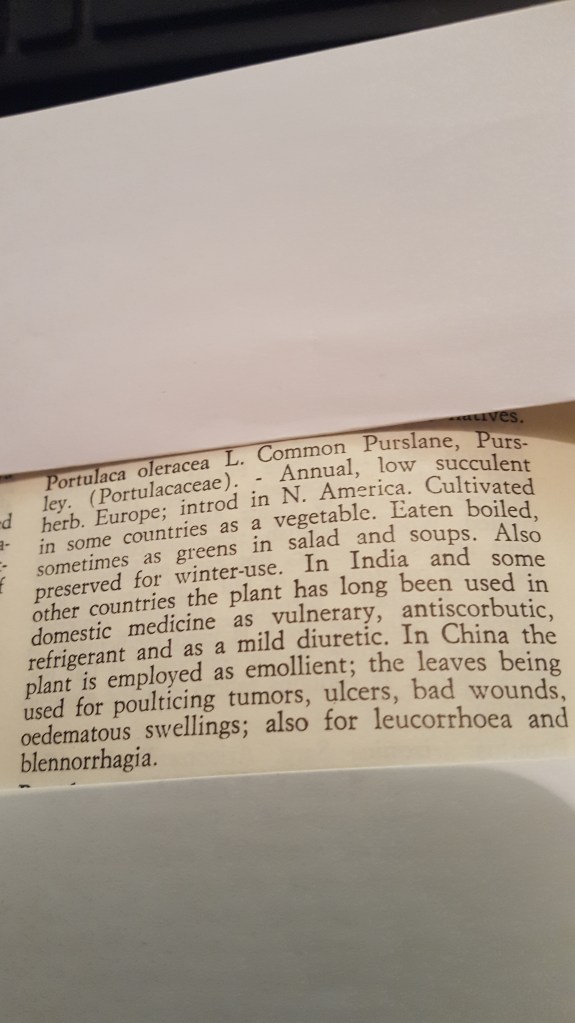 Portulaca oleracea L. Common Purslane, Purs-
ley. (Portulacaceae). - Annual, low succulent
herb. Europe; introd in N. America. Cultivated
in some countries as a vegetable. Eaten boiled,
sometimes as greens in salad and soups. Also
preserved for winter-use. In India and some
other countries the plant has long been used in
domestic medicine as vulnerary, antiscorbutic,
refrigerant and as a mild diuretic. In China the
plant is employed as emollient; the leaves being
used for poulticing tumors, ulcers, bad wounds,
oedematous swellings; also for leucorrhoea and
blennorrhagia.